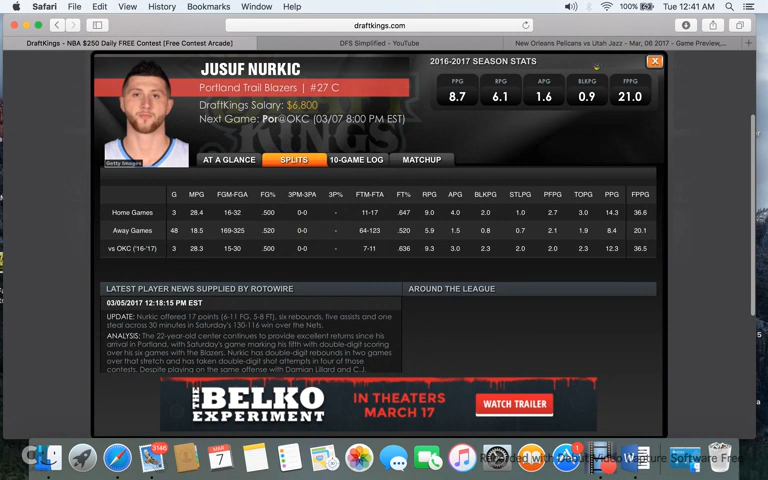 Safari File Edit View History Bookmarks Window Help 100% Tue 12:41 AM
draftkings.com
DraftKings - NBA $250 Daily FREE Contest [Free Contest Arcade] DFS Simplified - YouTube New Orleans Pelicans vs Utah Jazz - Mar, 06 2017 - Game Preview,... +
JUSUF NURKIC
Portland Trail Blazers | #27 C
DraftKings Salary: $6,800
Next Game: Por@OKC (03/07 8:00 PM EST)
Getty Images
2016-2017 SEASON STATS
PPG RPG APG BLKPG FPPG
8.7 6.1 1.6 0.9 21.0
AT A GLANCE SPLITS 10-GAME LOG MATCHUP
G MPG FGM-FGA FG% 3PM-3PA 3P% FTM-FTA FT% RPG APG BLKPG STLPG PFPG TOPG PPG FPPG
Home Games 3 28.4 16-32 .500 0-0 - 11-17 .647 9.0 4.0 2.0 1.0 2.7 3.0 14.3 36.6
Away Games 48 18.5 169-325 .520 0-0 - 64-123 .520 5.9 1.5 0.8 0.7 2.1 1.9 8.4 20.1
vs OKC ('16-'17) 3 28.3 15-30 .500 0-0 - 7-11 .636 9.3 3.0 2.3 2.0 2.0 2.3 12.3 36.5
LATEST PLAYER NEWS SUPPLIED BY ROTOWIRE
03/05/2017 12:18:15 PM EST
UPDATE: Nurkic offered 17 points (6-11 FG, 5-8 FT), six rebounds, five assists and one
steal across 30 minutes in Saturday's 130-116 win over the Nets.
ANALYSIS: The 22-year-old center continues to provide excellent returns since his
arrival in Portland, with Saturday's game marking his fifth with double-digit scoring
over his six games with the Blazers. Nurkic has double-digit rebounds in two games
over that stretch and has taken double-digit shot attempts in four of those
contests. Despite playing on the same offense with Damian Lillard and C.J.
AROUND THE LEAGUE
THE BELKO EXPERIMENT
IN THEATERS
MARCH 17
WATCH TRAILER
3146
MAR
7
1
Recorded with Debut Video Capture Software Free